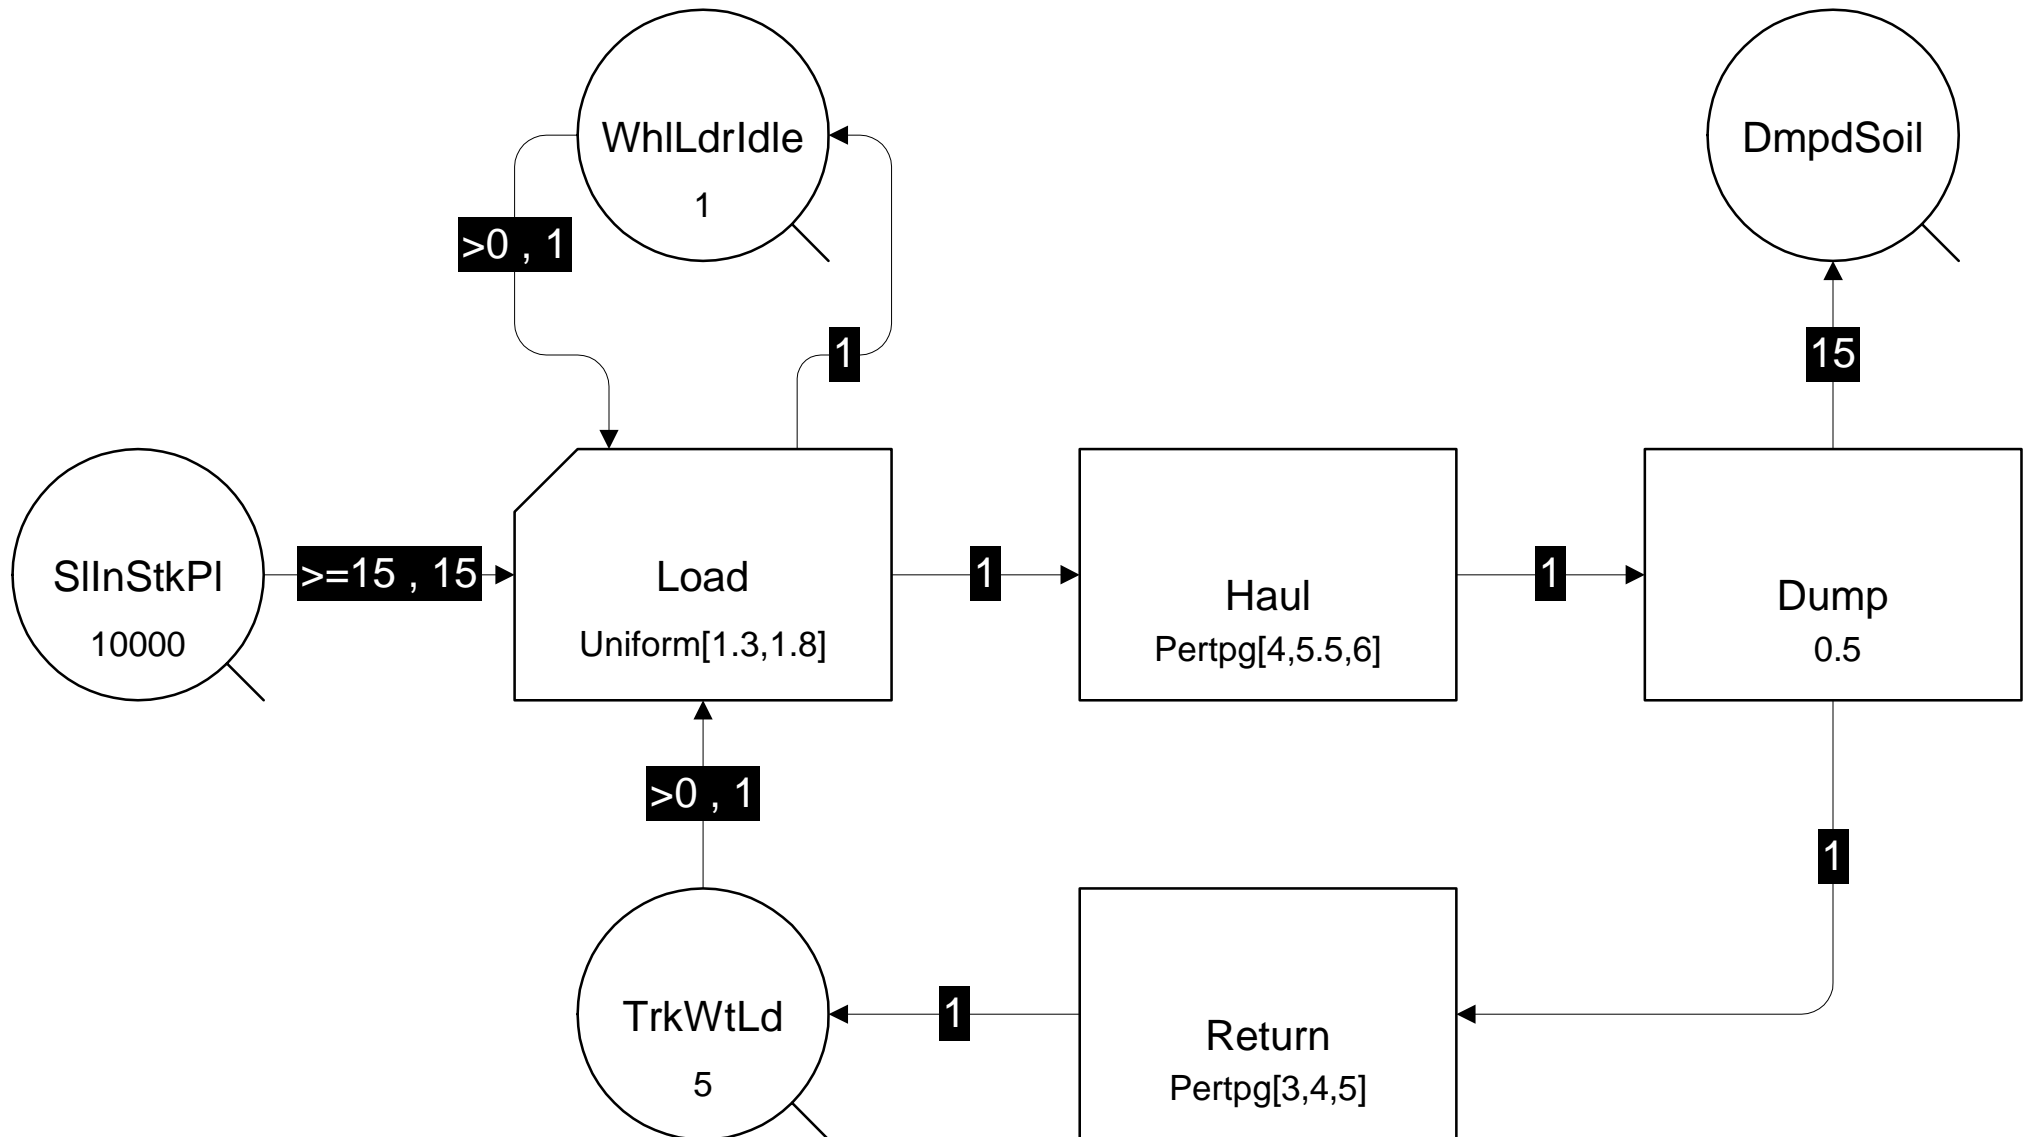 WhlLdrIdle
1
DmpdSoil
>0 , 1
1
15
SlInStkPl
10000
>=15 , 15
Load
Uniform[1.3,1.8]
1
Haul
Pertpg[4,5.5,6]
1
Dump
0.5
>0 , 1
1
TrkWtLd
5
1
Return
Pertpg[3,4,5]